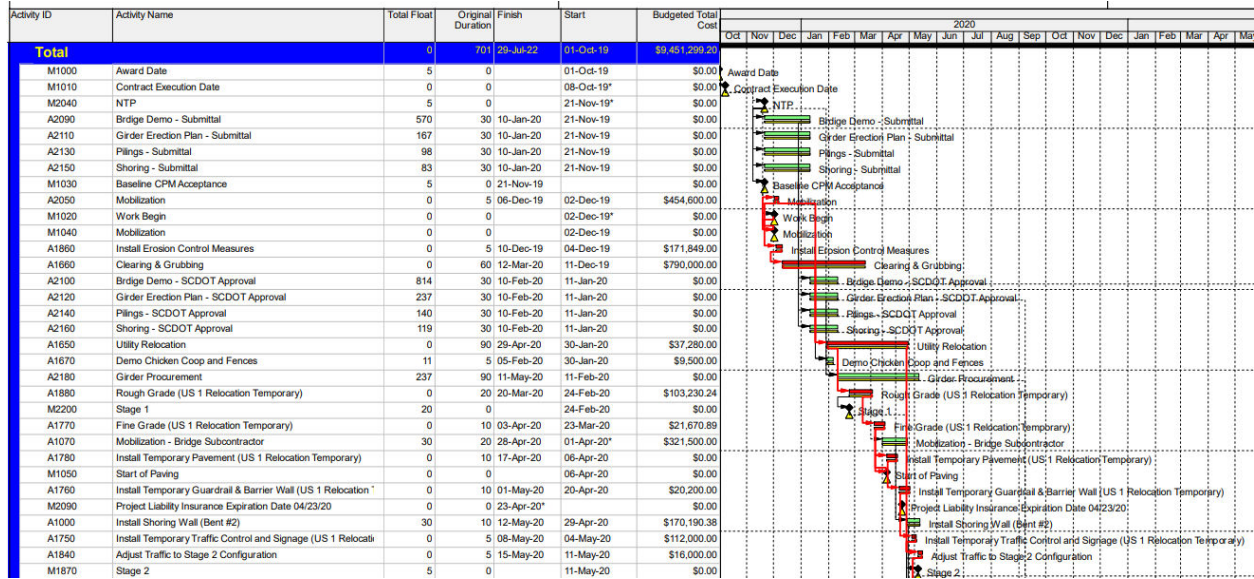 Activity ID Activity Name Total Float Original Duration Finish Start Budgeted Total Cost
2020
Oct Nov Dec Jan Feb Mar Apr May Jun Jul Aug Sep Oct Nov Dec Jan Feb Mar Apr May
Total 0 701 29-Jul-22 01-Oct-19 $9,451,299.20
M1000 Award Date 5 0 01-Oct-19 $0.00 Award Date
M1010 Contract Execution Date 0 0 08-Oct-19* $0.00 Contract Execution Date
M2040 NTP 5 0 21-Nov-19* $0.00 NTP
A2090 Brdige Demo - Submittal 570 30 10-Jan-20 21-Nov-19 $0.00 Brdige Demo - Submittal
A2110 Girder Erection Plan - Submittal 167 30 10-Jan-20 21-Nov-19 $0.00 Girder Erection Plan - Submittal
A2130 Pilings - Submittal 98 30 10-Jan-20 21-Nov-19 $0.00 Pilings - Submittal
A2150 Shoring - Submittal 83 30 10-Jan-20 21-Nov-19 $0.00 Shoring - Submittal
M1030 Baseline CPM Acceptance 5 0 21-Nov-19 $0.00 Baseline CPM Acceptance
A2050 Mobilization 0 5 06-Dec-19 02-Dec-19 $454,600.00 Mobilization
M1020 Work Begin 0 0 02-Dec-19* $0.00 Work Begin
M1040 Mobilization 0 0 02-Dec-19 $0.00 Mobilization
A1860 Install Erosion Control Measures 0 5 10-Dec-19 04-Dec-19 $171,849.00 Install Erosion Control Measures
A1660 Clearing & Grubbing 0 60 12-Mar-20 11-Dec-19 $790,000.00 Clearing & Grubbing
A2100 Brdige Demo - SCDOT Approval 814 30 10-Feb-20 11-Jan-20 $0.00 Brdige Demo - SCDOT Approval
A2120 Girder Erection Plan - SCDOT Approval 237 30 10-Feb-20 11-Jan-20 $0.00 Girder Erection Plan - SCDOT Approval
A2140 Pilings - SCDOT Approval 140 30 10-Feb-20 11-Jan-20 $0.00 Pilings - SCDOT Approval
A2160 Shoring - SCDOT Approval 119 30 10-Feb-20 11-Jan-20 $0.00 Shoring - SCDOT Approval
A1650 Utility Relocation 0 90 29-Apr-20 30-Jan-20 $37,280.00 Utility Relocation
A1670 Demo Chicken Coop and Fences 11 5 05-Feb-20 30-Jan-20 $9,500.00 Demo Chicken Coop and Fences
A2180 Girder Procurement 237 90 11-May-20 11-Feb-20 $0.00 Girder Procurement
A1880 Rough Grade (US 1 Relocation Temporary) 0 20 20-Mar-20 24-Feb-20 $103,230.24 Rough Grade (US 1 Relocation Temporary)
M2200 Stage 1 20 0 24-Feb-20 $0.00 Stage 1
A1770 Fine Grade (US 1 Relocation Temporary) 0 10 03-Apr-20 23-Mar-20 $21,670.89 Fine Grade (US 1 Relocation Temporary)
A1070 Mobilization - Bridge Subcontractor 30 20 28-Apr-20 01-Apr-20* $321,500.00 Mobilization - Bridge Subcontractor
A1780 Install Temporary Pavement (US 1 Relocation Temporary) 0 10 17-Apr-20 06-Apr-20 $0.00 Install Temporary Pavement (US 1 Relocation Temporary)
M1050 Start of Paving 0 0 06-Apr-20 $0.00 Start of Paving
A1760 Install Temporary Guardrail & Barrier Wall (US 1 Relocation 0 10 01-May-20 20-Apr-20 $20,200.00 Install Temporary Guardrail & Barrier Wall (US 1 Relocation Temporary)
M2090 Project Liability Insurance Expiration Date 04/23/20 0 0 23-Apr-20* $0.00 Project Liability Insurance Expiration Date 04/23/20
A1000 Install Shoring Wall (Bent #2) 30 10 12-May-20 29-Apr-20 $170,190.38 Install Shoring Wall (Bent #2)
A1750 Install Temporary Traffic Control and Signage (US 1 Relocati 0 5 08-May-20 04-May-20 $112,000.00 Install Temporary Traffic Control and Signage (US 1 Relocation Temporary)
A1840 Adjust Traffic to Stage 2 Configuration 0 5 15-May-20 11-May-20 $16,000.00 Adjust Traffic to Stage 2 Configuration
M1870 Stage 2 5 0 11-May-20 $0.00 Stage 2